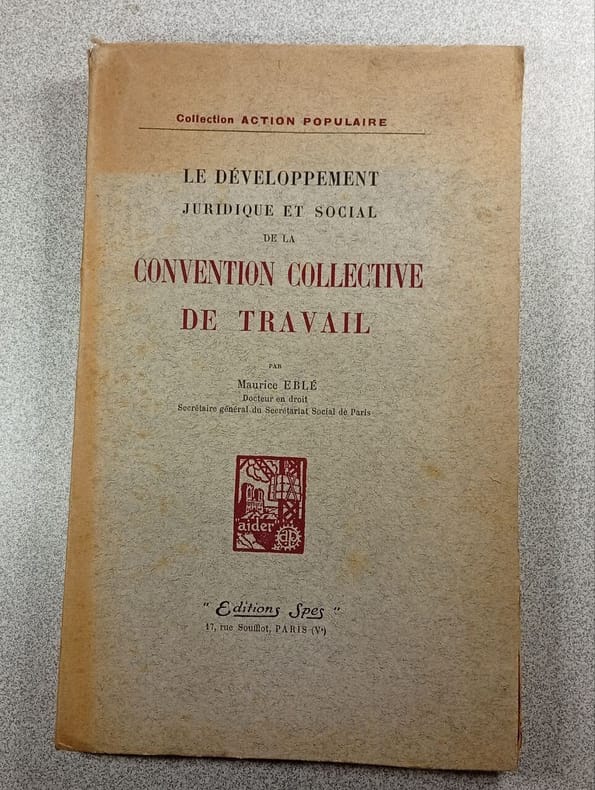 Collection ACTION POPULAIRE
LE DÉVELOPPEMENT
JURIDIQUE ET SOCIAL
DE LA
CONVENTION COLLECTIVE
DE TRAVAIL
PAR
Maurice EBLÉ
Docteur en droit
Secrétaire général du Secrétariat Social de Paris
"aider"
ap
" Editions Spes "
17, rue Soufflot, PARIS (Vᵉ)